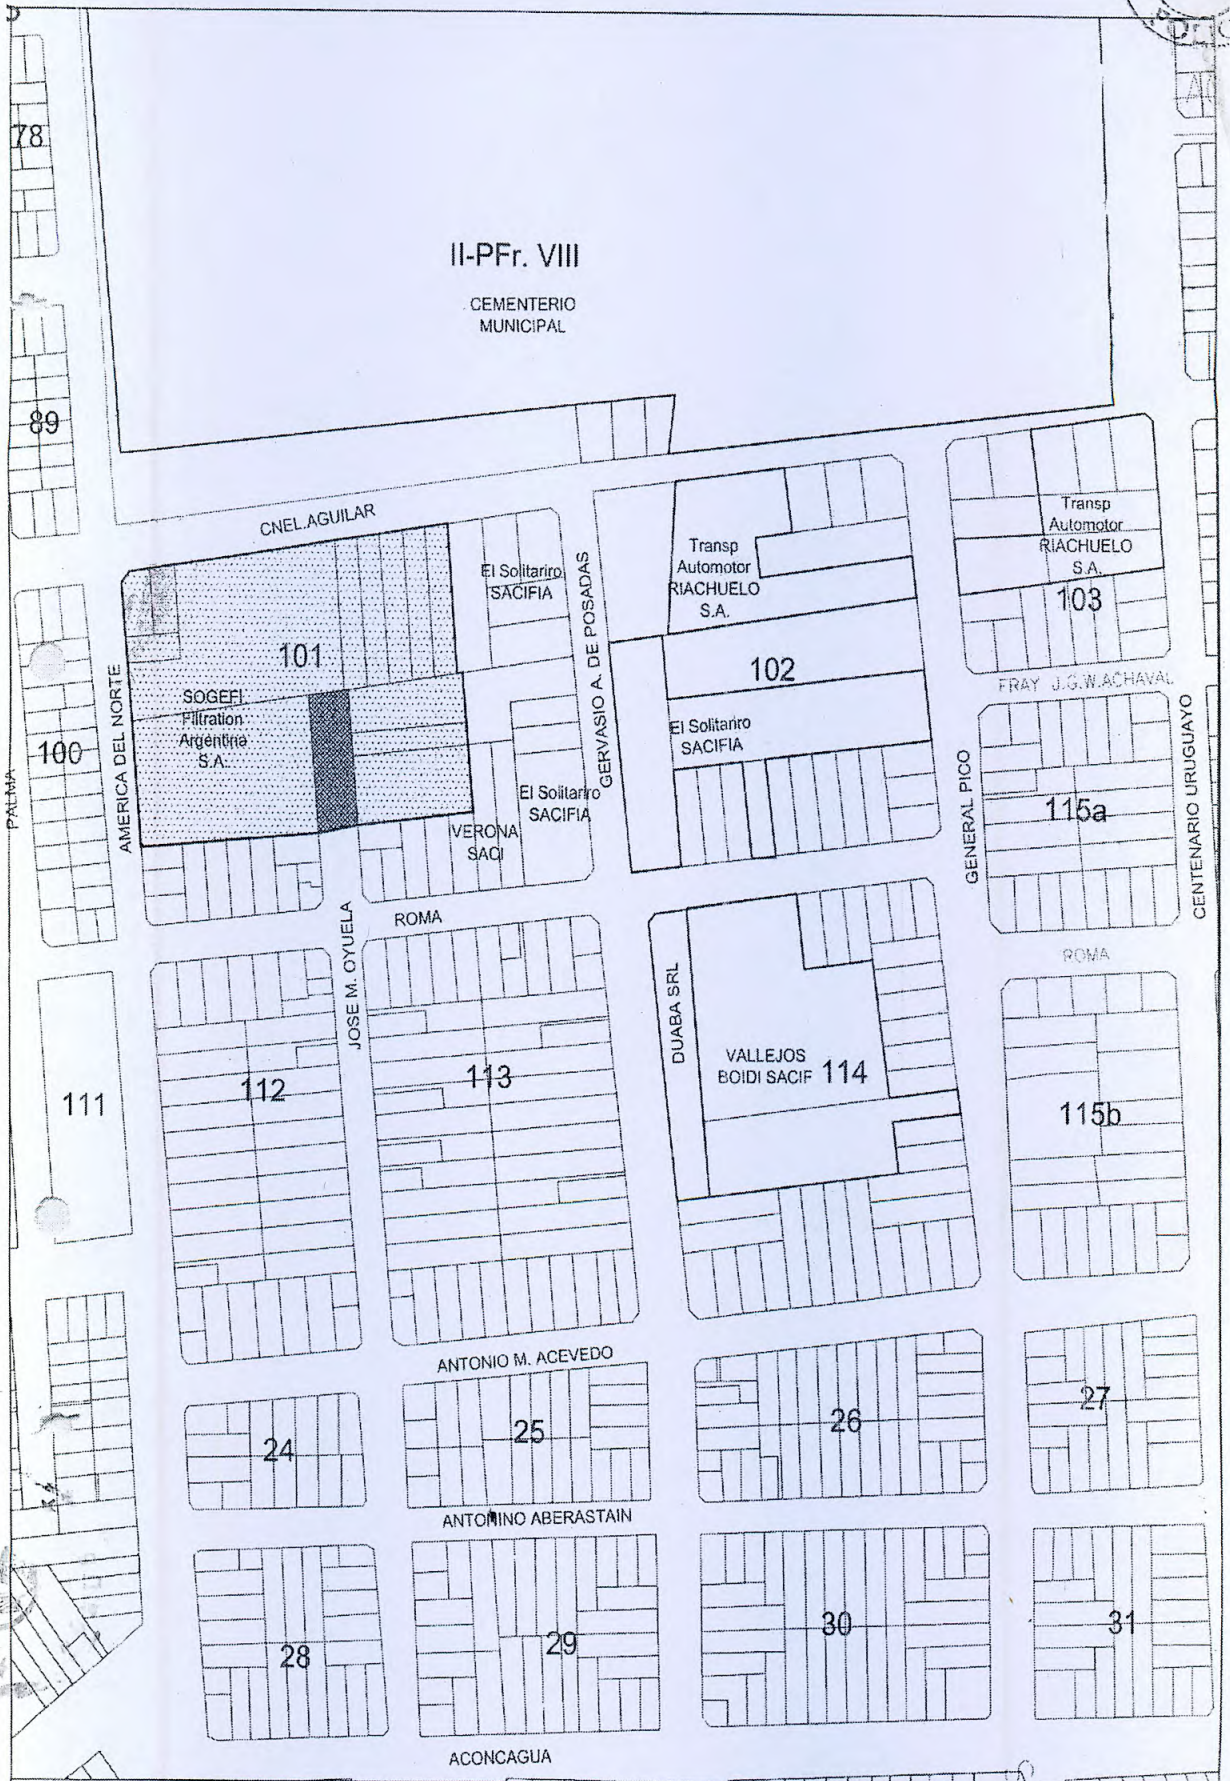 78
II-PFr. VIII
CEMENTERIO
MUNICIPAL
89
CNEL.AGUILAR
El Solitariro
SACIFIA
GERVASIO A. DE POSADAS
Transp
Automotor
RIACHUELO
S.A.
Transp
Automotor
RIACHUELO
S.A.
103
101
102
FRAY J.G.W.ACHAVAL
SOGEFI
Filtration
Argentina
S.A.
El Solitariro
SACIFIA
100
PALMA
AMERICA DEL NORTE
El Solitariro
SACIFIA
VERONA
SACI
GENERAL PICO
115a
CENTENARIO URUGUAYO
ROMA
JOSE M. OYUELA
ROMA
DUABA SRL
VALLEJOS
BOIDI SACIF
114
111
112
113
115b
ANTONIO M. ACEVEDO
24
25
26
27
ANTONINO ABERASTAIN
28
29
30
31
ACONCAGUA